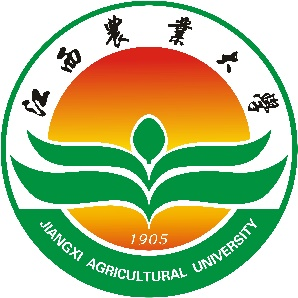 江西農業大學
1905
JIANGXI AGRICULTURAL UNIVERSITY